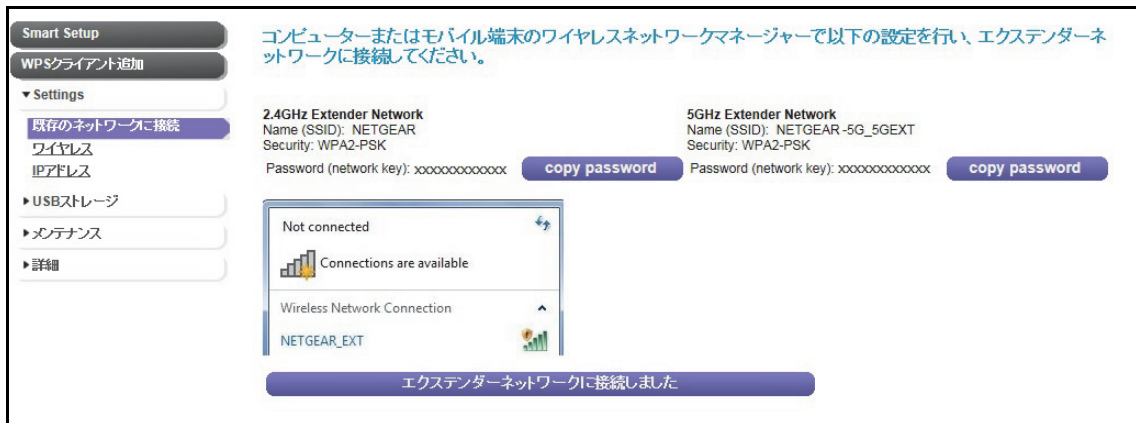 Smart Setup
WPSクライアント追加
▼ Settings
既存のネットワークに接続
ワイヤレス
IPアドレス
▶ USBストレージ
▶ メンテナンス
▶ 詳細
コンピューターまたはモバイル端末のワイヤレスネットワークマネージャーで以下の設定を行い、エクステンダーネ
ットワークに接続してください。
2.4GHz Extender Network
Name (SSID): NETGEAR
Security: WPA2-PSK
Password (network key): xxxxxxxxxxxx copy password
5GHz Extender Network
Name (SSID): NETGEAR -5G_5GEXT
Security: WPA2-PSK
Password (network key): xxxxxxxxxxxx copy password
Not connected
Connections are available
Wireless Network Connection
NETGEAR_EXT
エクステンダーネットワークに接続しました